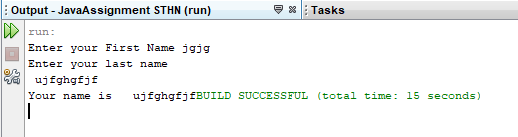 Output - JavaAssignment STHN (run)
Tasks
run:
Enter your First Name jgjg
Enter your last name
 ujfghgfjf
Your name is   ujfghgfjfBUILD SUCCESSFUL (total time: 15 seconds)